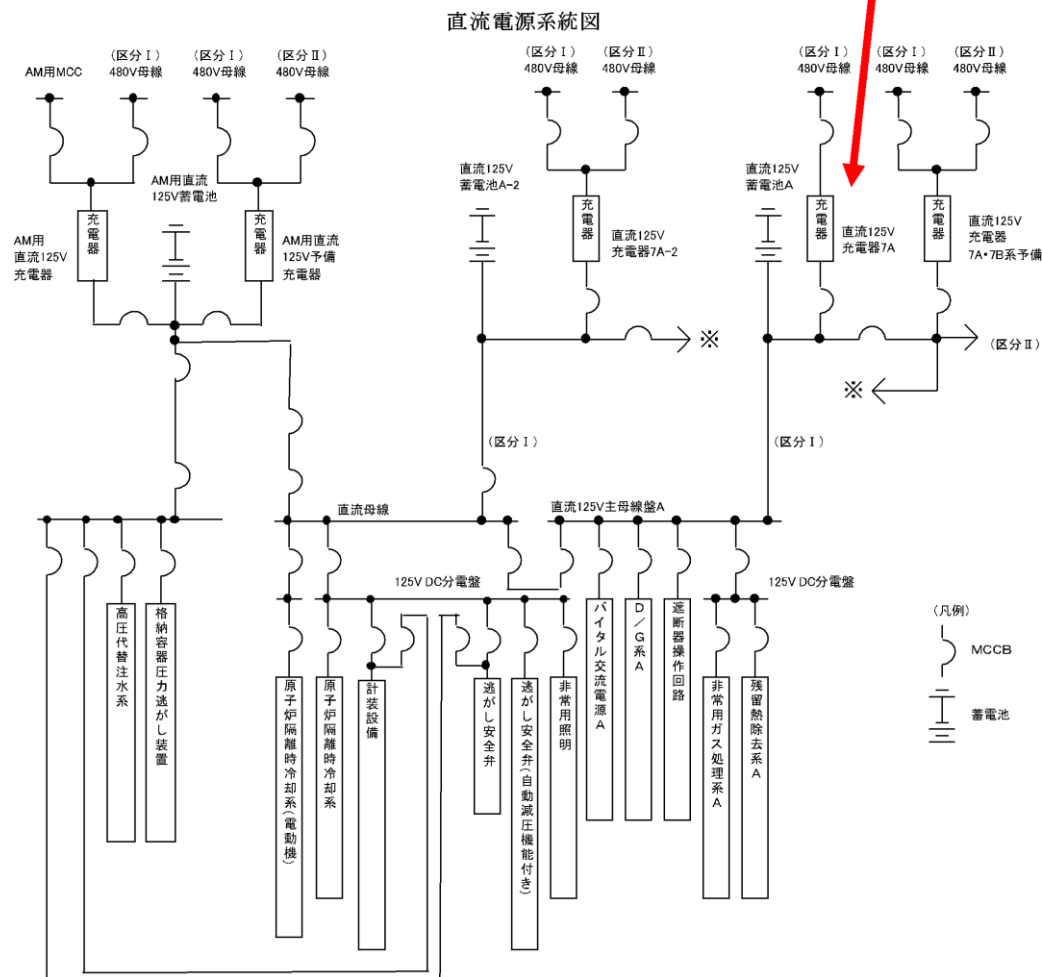 直流電源系統図
AM用MCC
(区分Ⅰ)
480V母線
(区分Ⅰ)
480V母線
(区分Ⅱ)
480V母線
(区分Ⅰ)
480V母線
(区分Ⅱ)
480V母線
(区分Ⅰ)
480V母線
(区分Ⅰ)
480V母線
(区分Ⅱ)
480V母線
AM用
直流125V
充電器
充電器
AM用直流
125V蓄電池
充電器
AM用直流
125V予備
充電器
直流125V
蓄電池A-2
充電器
直流125V
充電器7A-2
直流125V
蓄電池A
充電器
直流125V
充電器7A
充電器
直流125V
充電器
7A・7B系予備
※
(区分Ⅱ)
※
(区分Ⅰ)
(区分Ⅰ)
直流母線
直流125V主母線盤A
125V DC分電盤
125V DC分電盤
高圧代替注水系
格納容器圧力逃がし装置
原子炉隔離時冷却系(電動機)
原子炉隔離時冷却系
計装設備
逃がし安全弁
逃がし安全弁(自動減圧機能付き)
非常用照明
バイタル交流電源A
D/G系A
遮断器操作回路
非常用ガス処理系A
残留熱除去系A
(凡例)
MCCB
蓄電池